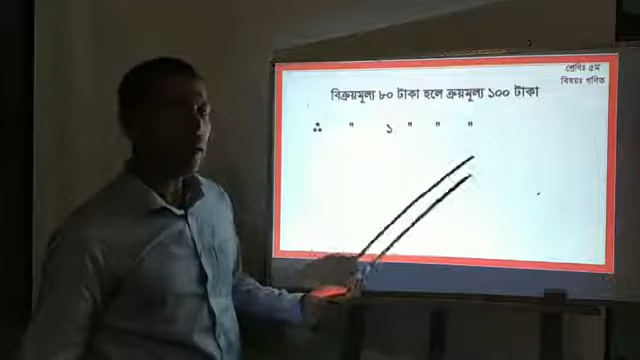 শ্রেণিঃ ৫ম
বিষয়ঃ গণিত
বিক্রয়মূল্য ৮০ টাকা হলে ক্রয়মূল্য ১০০ টাকা
∴ " ১ " " "